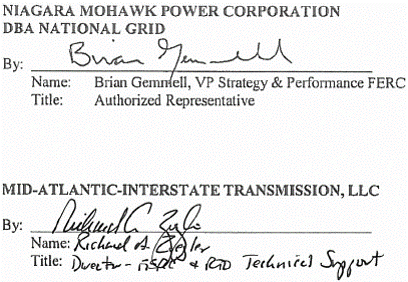 NIAGARA MOHAWK POWER CORPORATION
DBA NATIONAL GRID
By: Brian Gemmell
Name: Brian Gemmell, VP Strategy & Performance FERC
Title: Authorized Representative
MID-ATLANTIC-INTERSTATE TRANSMISSION, LLC
By:
Name: Richard A. Ziegler
Title: Director - FERC & RTO Technical Support